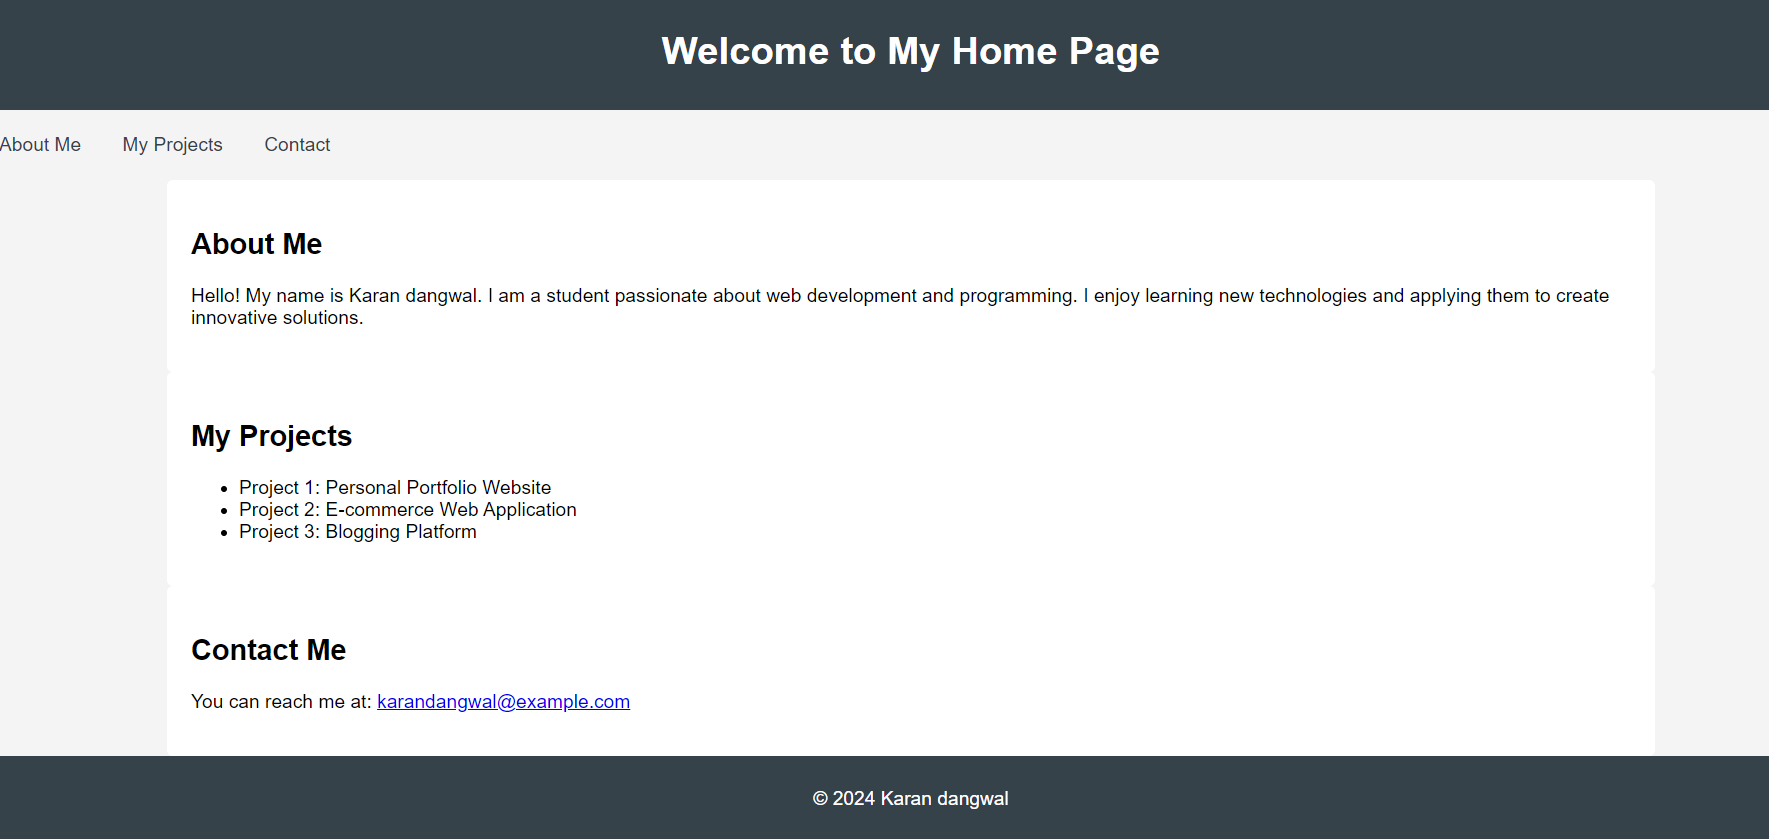 Welcome to My Home Page
About Me My Projects Contact
About Me
Hello! My name is Karan dangwal. I am a student passionate about web development and programming. I enjoy learning new technologies and applying them to create
innovative solutions.
My Projects
• Project 1: Personal Portfolio Website
• Project 2: E-commerce Web Application
• Project 3: Blogging Platform
Contact Me
You can reach me at: karandangwal@example.com
© 2024 Karan dangwal